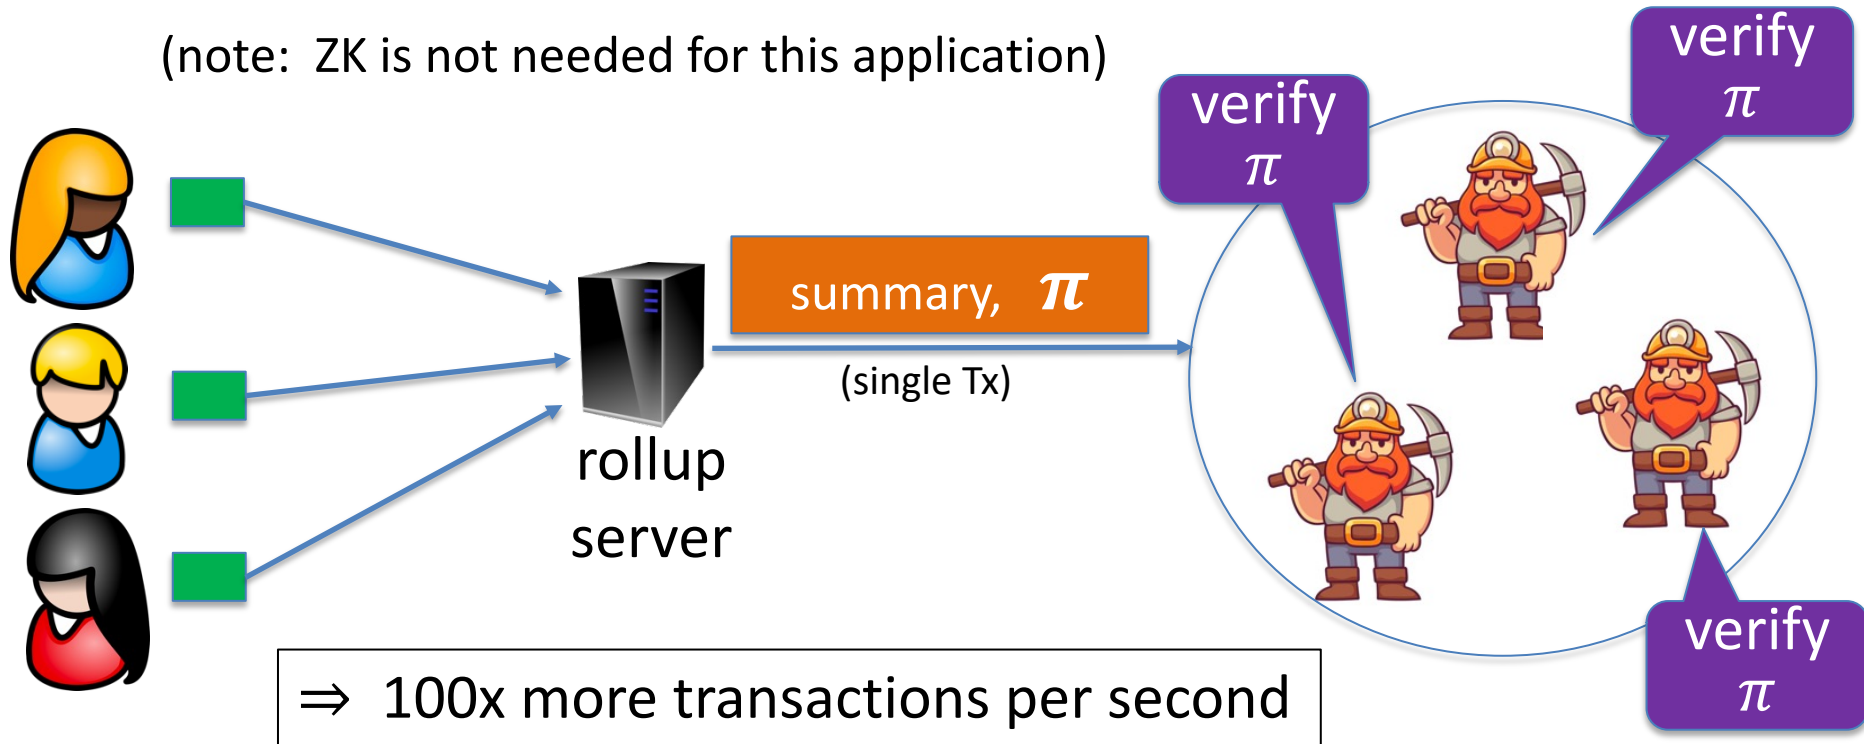 (note: ZK is not needed for this application)
verify
π
verify
π
summary, π
(single Tx)
rollup
server
verify
π
⇒ 100x more transactions per second